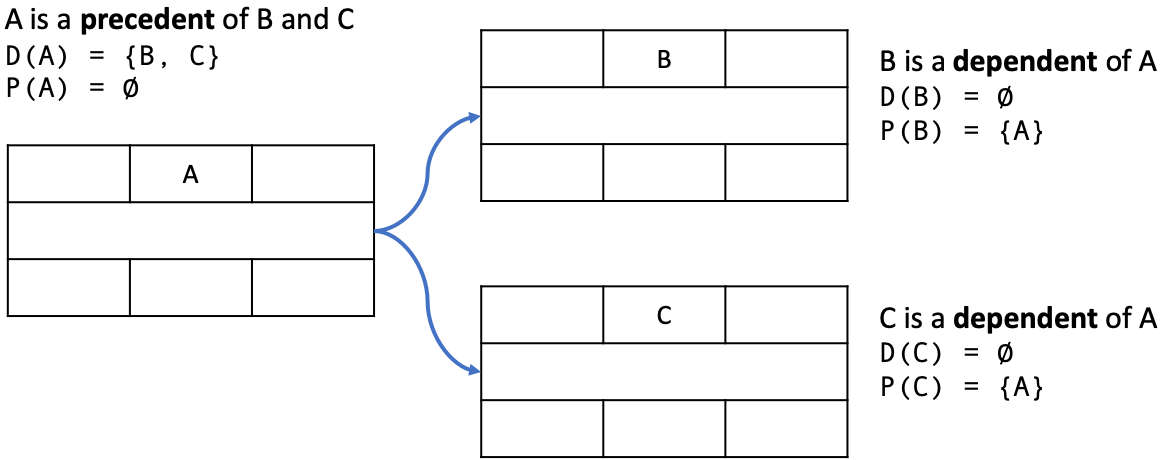 A is a precedent of B and C
D(A) = {B, C}
P(A) = Ø
A
B
B is a dependent of A
D(B) = Ø
P(B) = {A}
C
C is a dependent of A
D(C) = Ø
P(C) = {A}